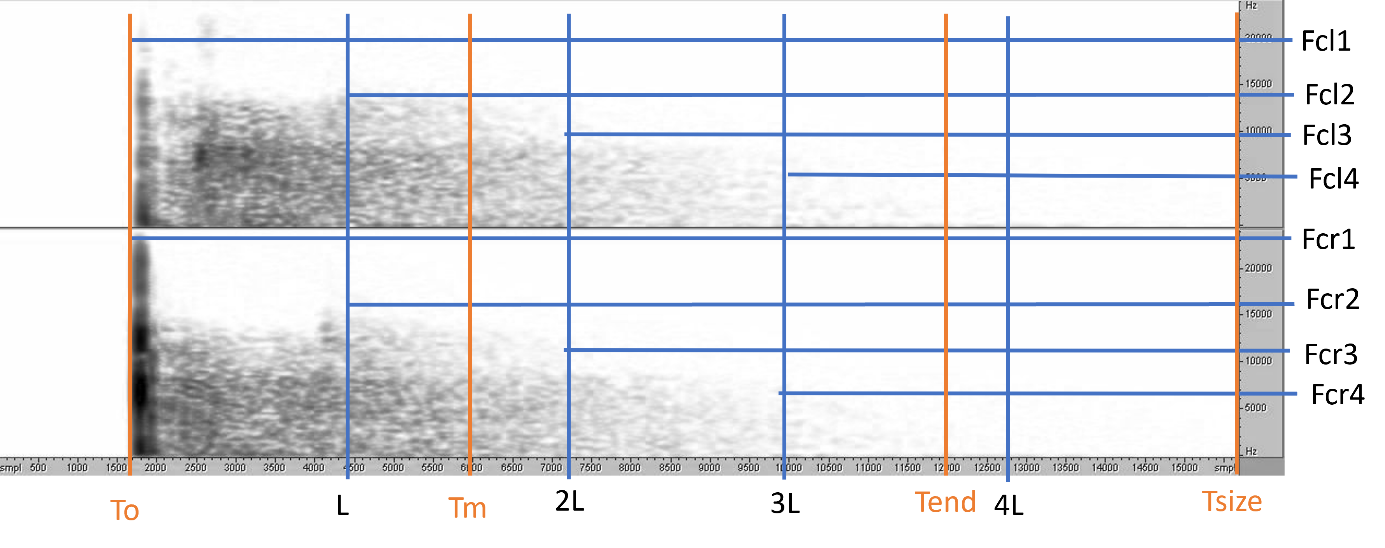 Hz
20000
Fcl1
15000
Fcl2
10000
Fcl3
5000
Fcl4
Fcr1
20000
Fcr2
15000
Fcr3
10000
Fcr4
5000
Hz
smpl 500 1000 1500 2000 2500 3000 3500 4000 4500 5000 5500 6000 6500 7000 7500 8000 8500 9000 9500 10000 10500 11000 11500 12000 12500 13000 13500 14000 14500 15000 smpl
To L Tm 2L 3L Tend 4L Tsize